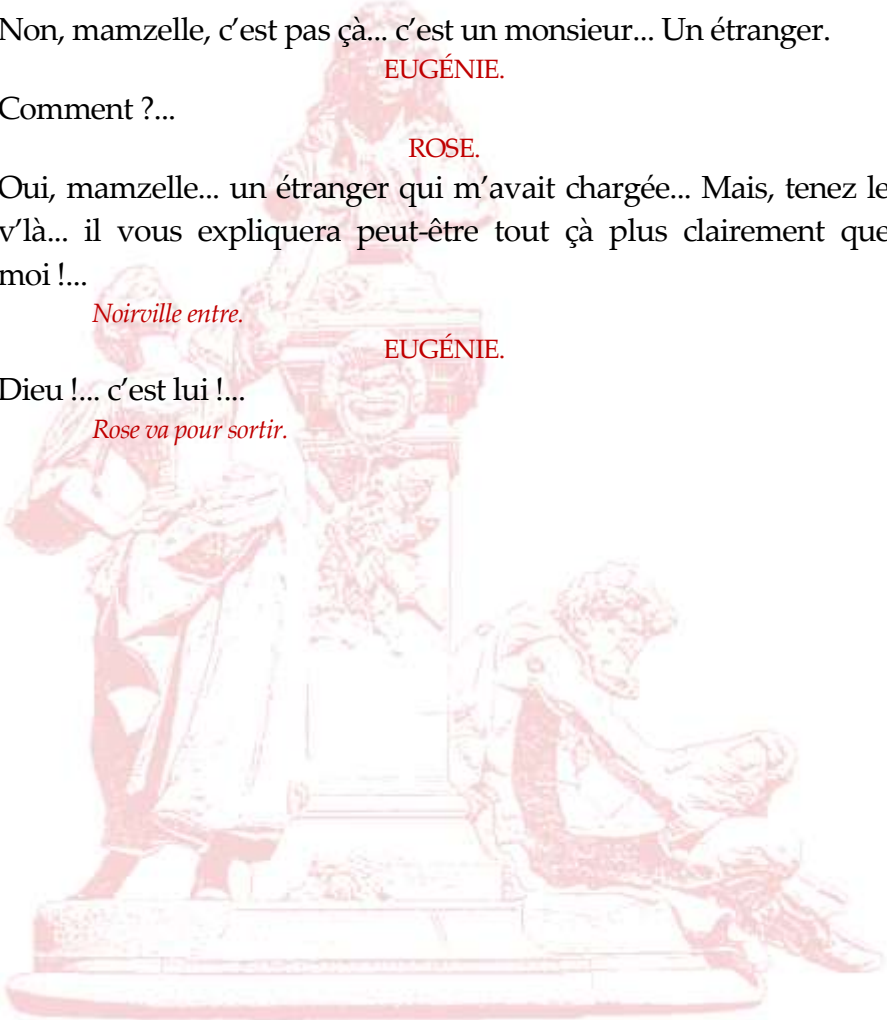 Non, mamzelle, c’est pas çà... c’est un monsieur... Un étranger.
EUGÉNIE.
Comment ?...
ROSE.
Oui, mamzelle... un étranger qui m’avait chargée... Mais, tenez le
v’là... il vous expliquera peut-être tout çà plus clairement que
moi !...
Noirville entre.
EUGÉNIE.
Dieu !... c’est lui !...
Rose va pour sortir.